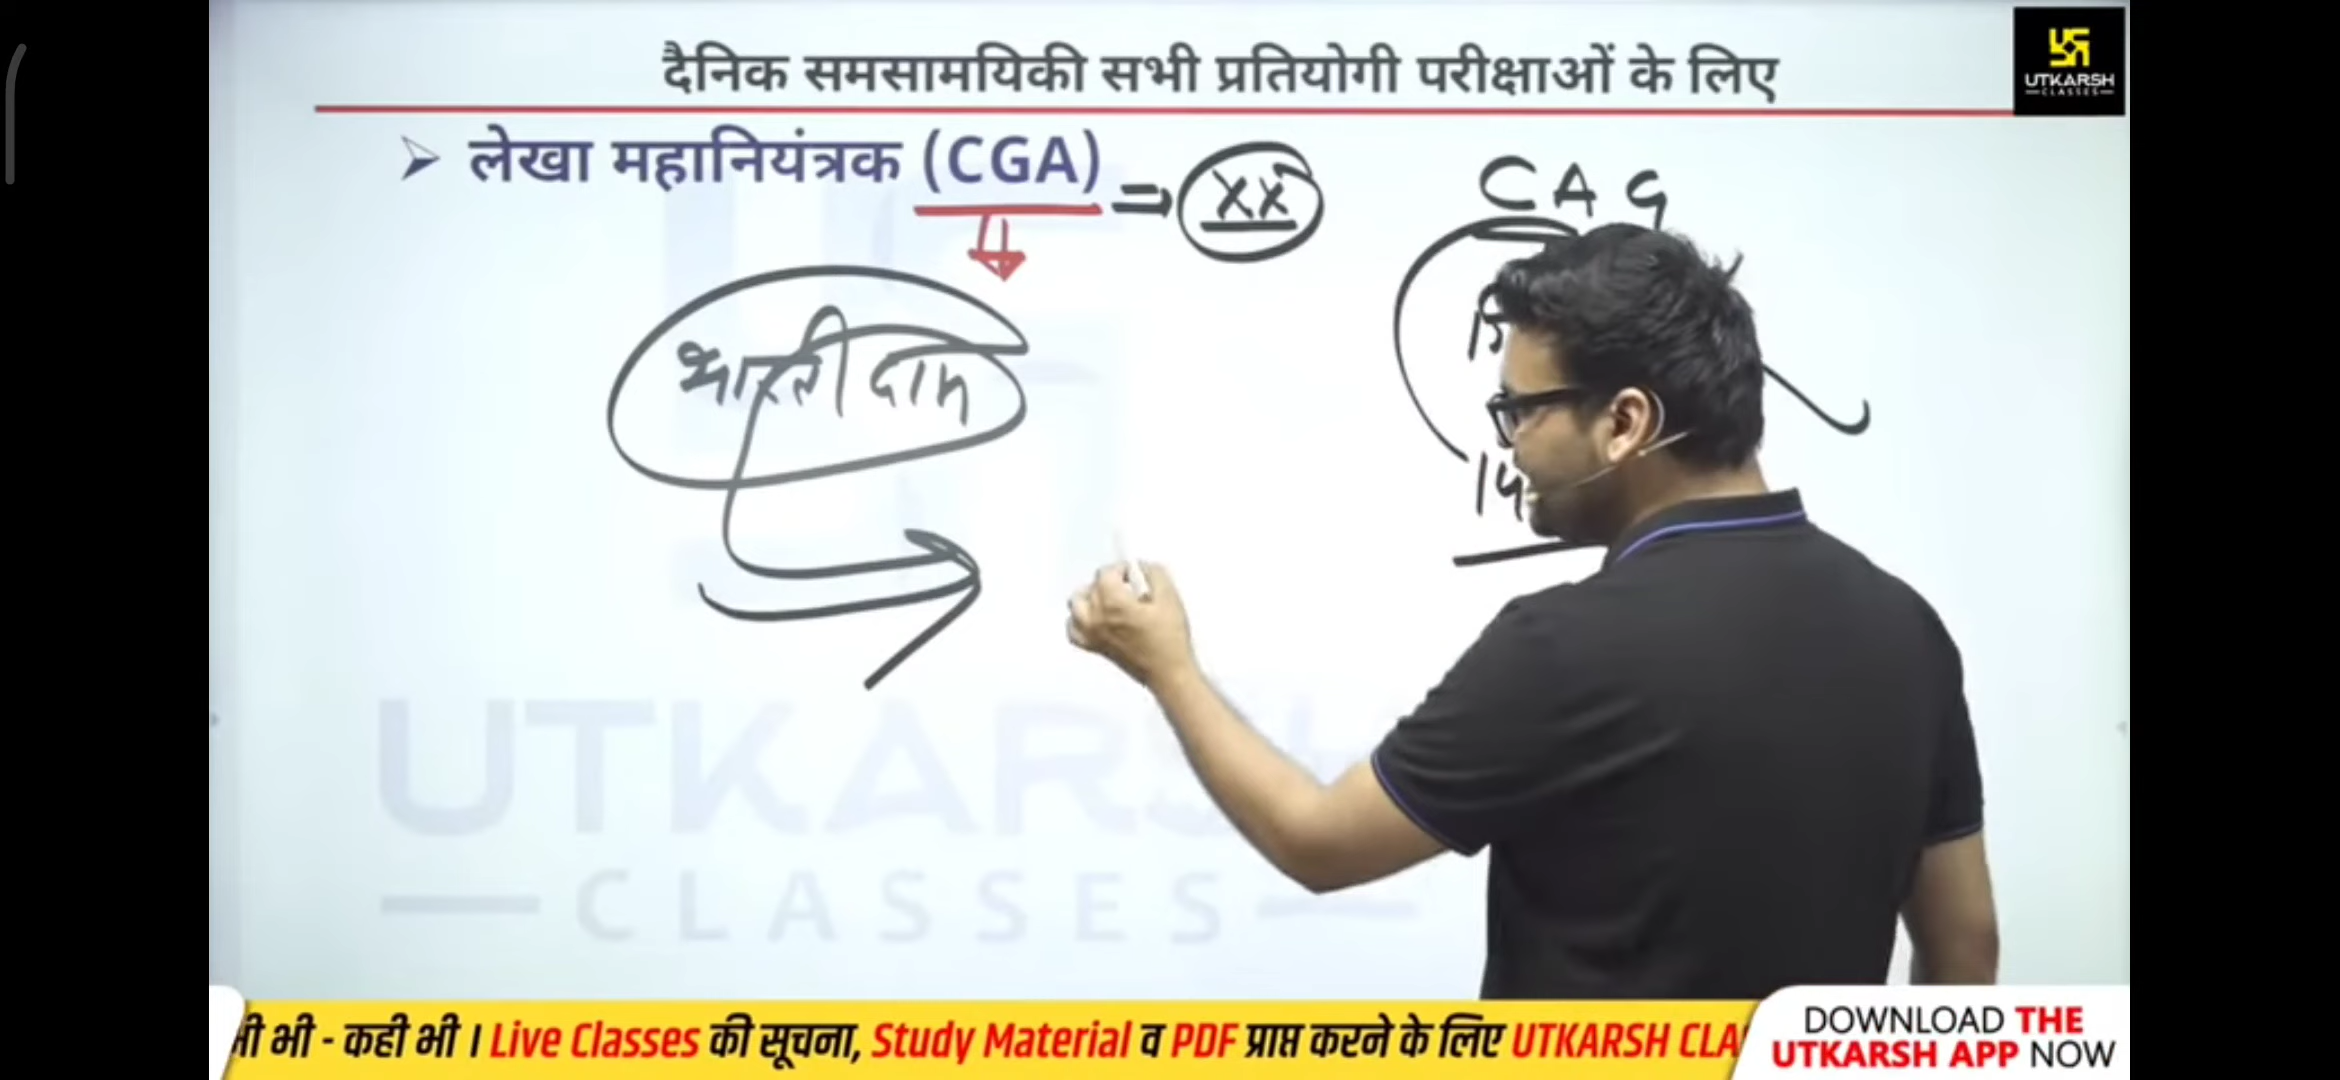 दैनिक समसामयिकी सभी प्रतियोगी परीक्षाओं के लिए
UTKARSH
CLASSES
➢ लेखा महानियंत्रक (CGA) = XX
CAG
भारती दास
UTKARSH
CLASSES
भी - कही भी । Live Classes की सूचना, Study Material व PDF प्राप्त करने के लिए UTKARSH
DOWNLOAD THE
UTKARSH APP NOW